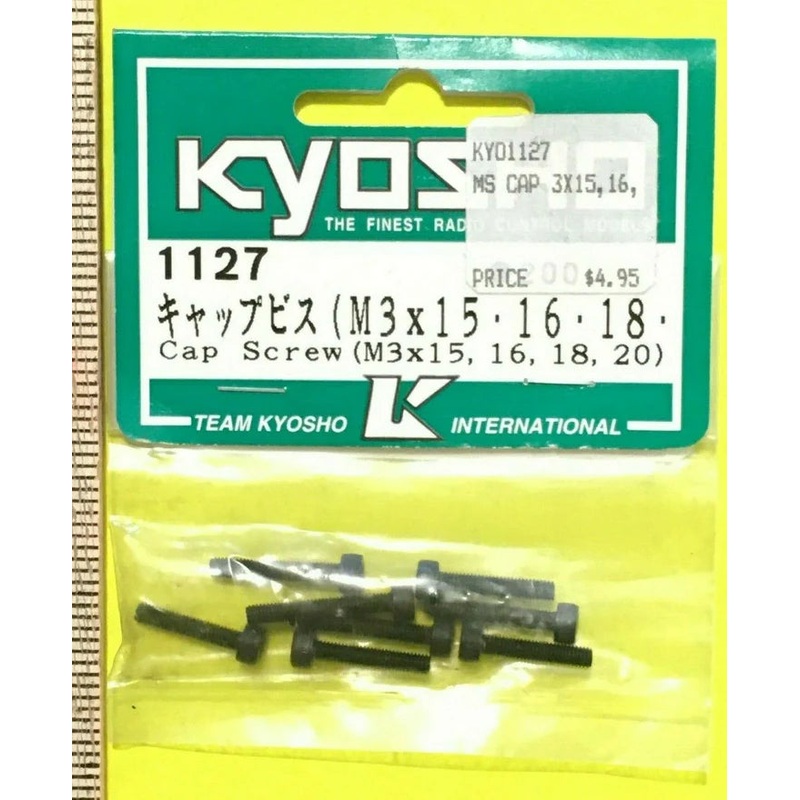 KYOSHO
THE FINEST RADIO CONTROL MODELS
KYO1127
MS CAP 3X15,16,
PRICE $4.95
200
1127
キャップビス(M3x15・16・18・
Cap Screw(M3x15, 16, 18, 20)
TEAM KYOSHO K INTERNATIONAL